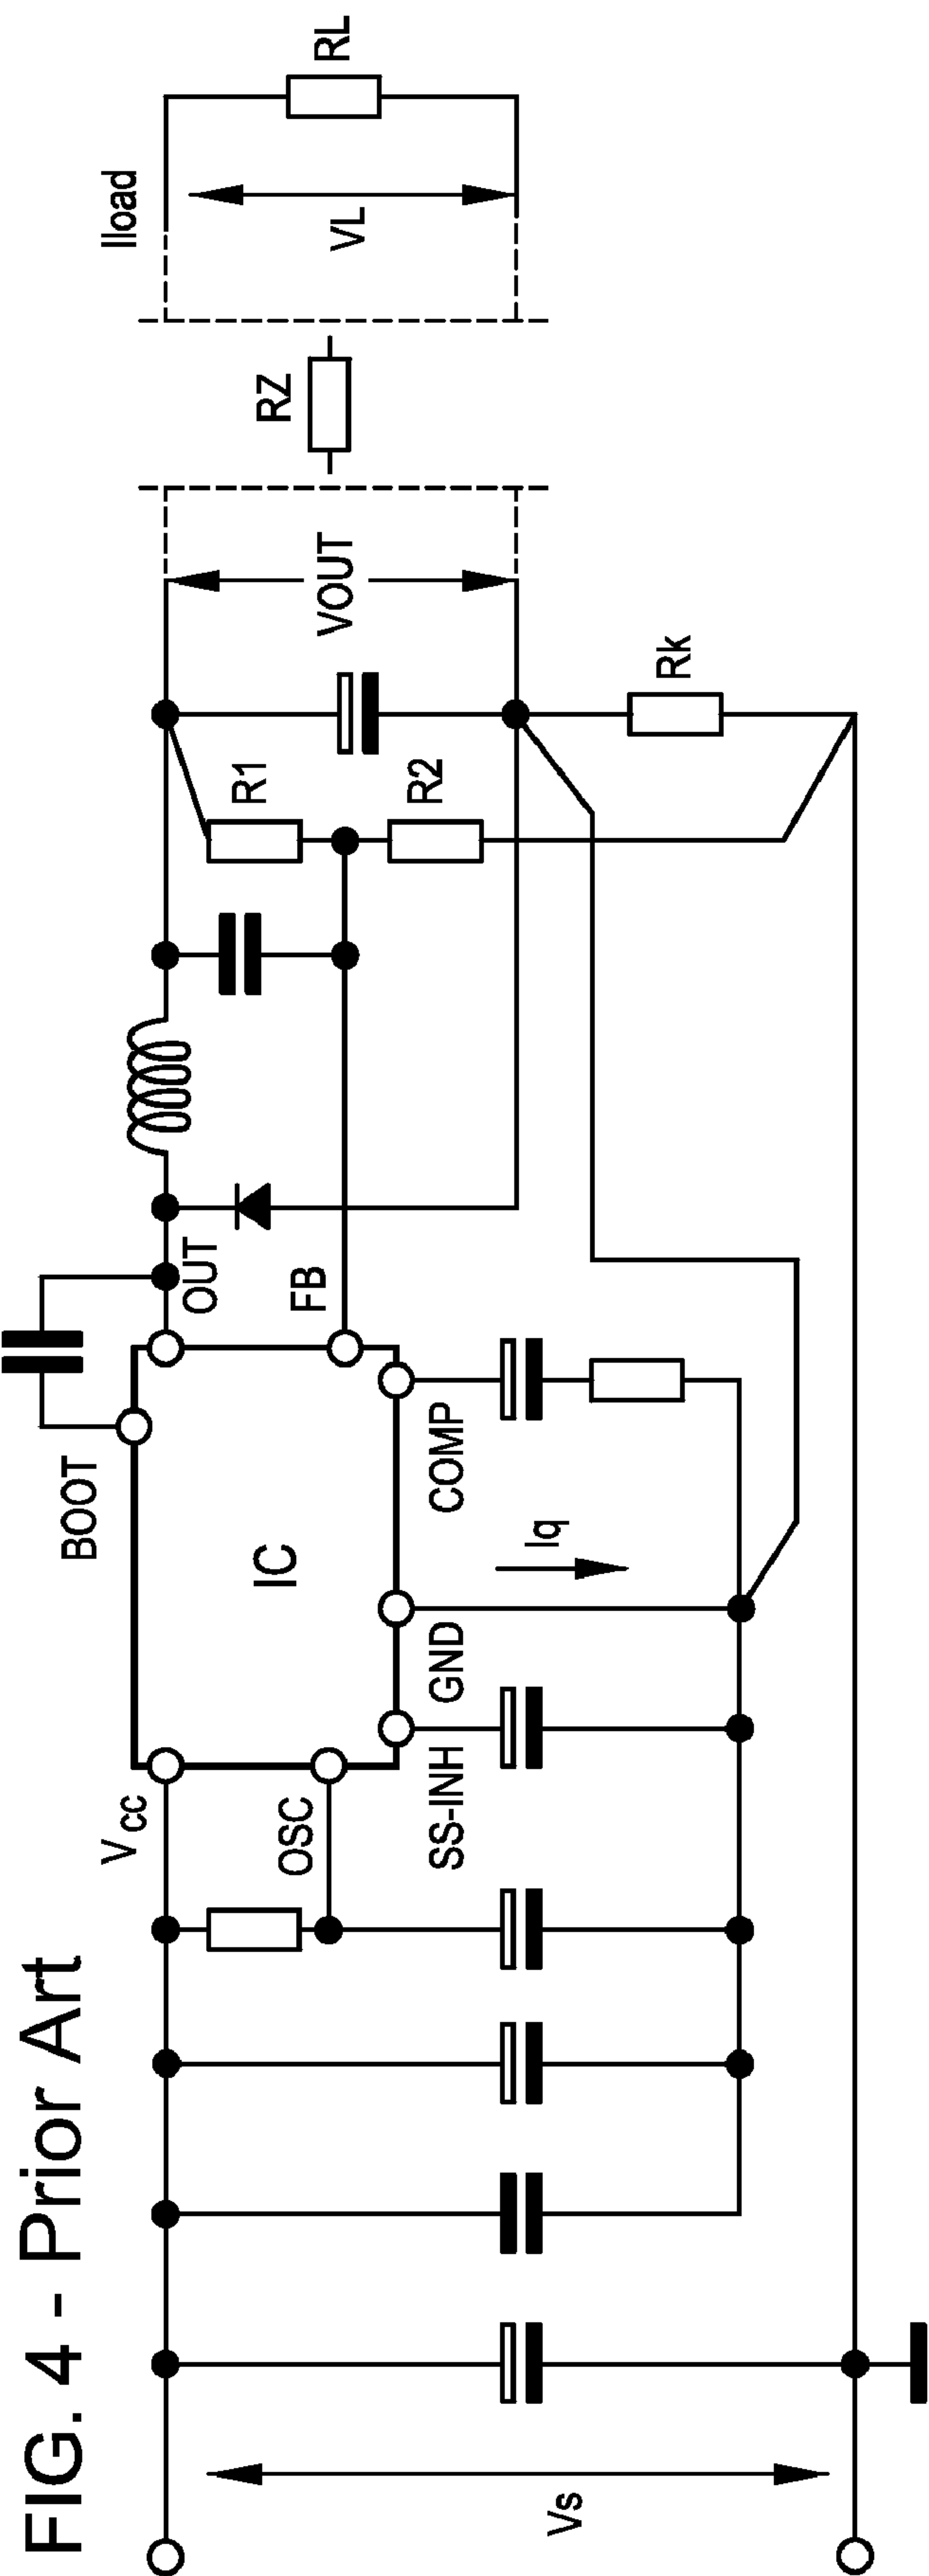 FIG. 4 - Prior Art
Vs
Vcc
OSC
SS-INH
GND
IC
Iq
COMP
BOOT
OUT
FB
R1
R2
Rk
VOUT
RZ
Iload
VL
RL